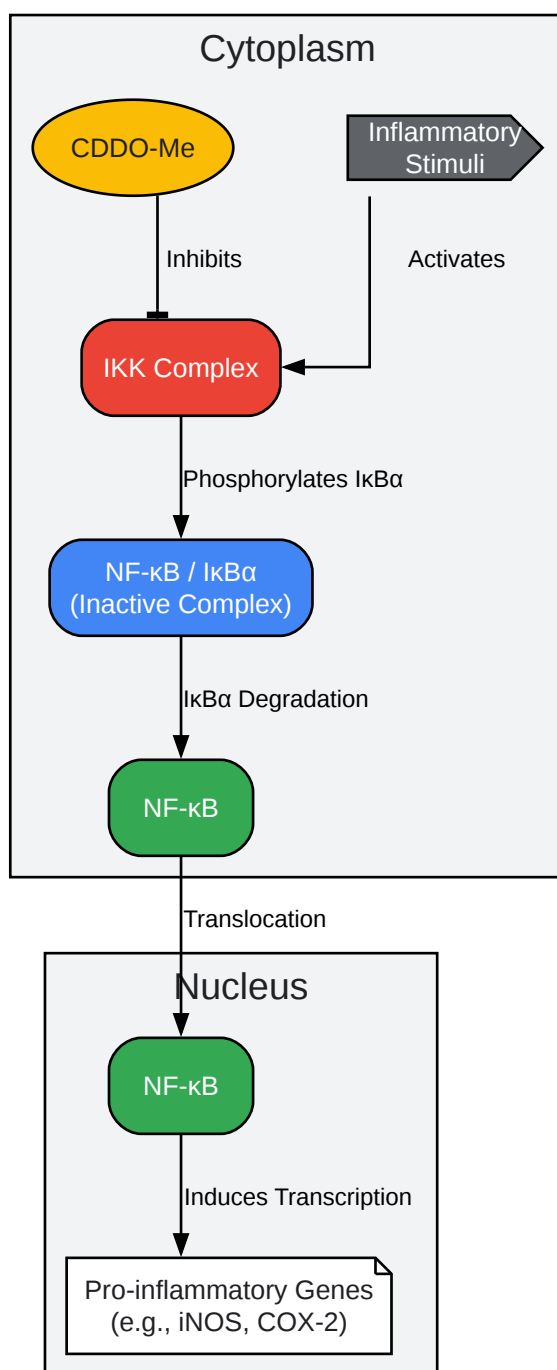 Cytoplasm
CDDO-Me
Inflammatory
Stimuli
Inhibits
Activates
IKK Complex
Phosphorylates IκBα
NF-κB / IκBα
(Inactive Complex)
IκBα Degradation
NF-κB
Translocation
Nucleus
NF-κB
Induces Transcription
Pro-inflammatory Genes
(e.g., iNOS, COX-2)